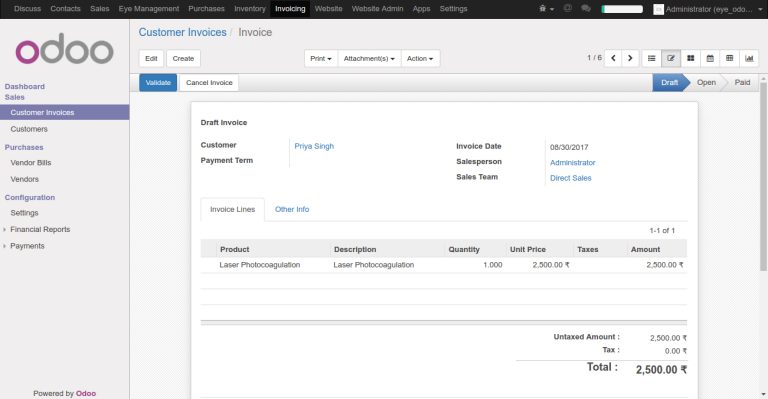 Discuss Contacts Sales Eye Management Purchases Inventory Invoicing Website Website Admin Apps Settings Administrator (eye_odo...
odoo
Customer Invoices / Invoice
Edit Create Print Attachment(s) Action 1 / 6
Validate Cancel Invoice Draft Open Paid
Dashboard
Sales
Customer Invoices
Customers
Purchases
Vendor Bills
Vendors
Configuration
Settings
Financial Reports
Payments
Powered by Odoo
Draft Invoice
Customer Priya Singh Invoice Date 08/30/2017
Payment Term Salesperson Administrator
Sales Team Direct Sales
Invoice Lines Other Info
1-1 of 1
Product Description Quantity Unit Price Taxes Amount
Laser Photocoagulation Laser Photocoagulation 1.000 2,500.00 ₹ 2,500.00 ₹
Untaxed Amount : 2,500.00 ₹
Tax : 0.00 ₹
Total : 2,500.00 ₹